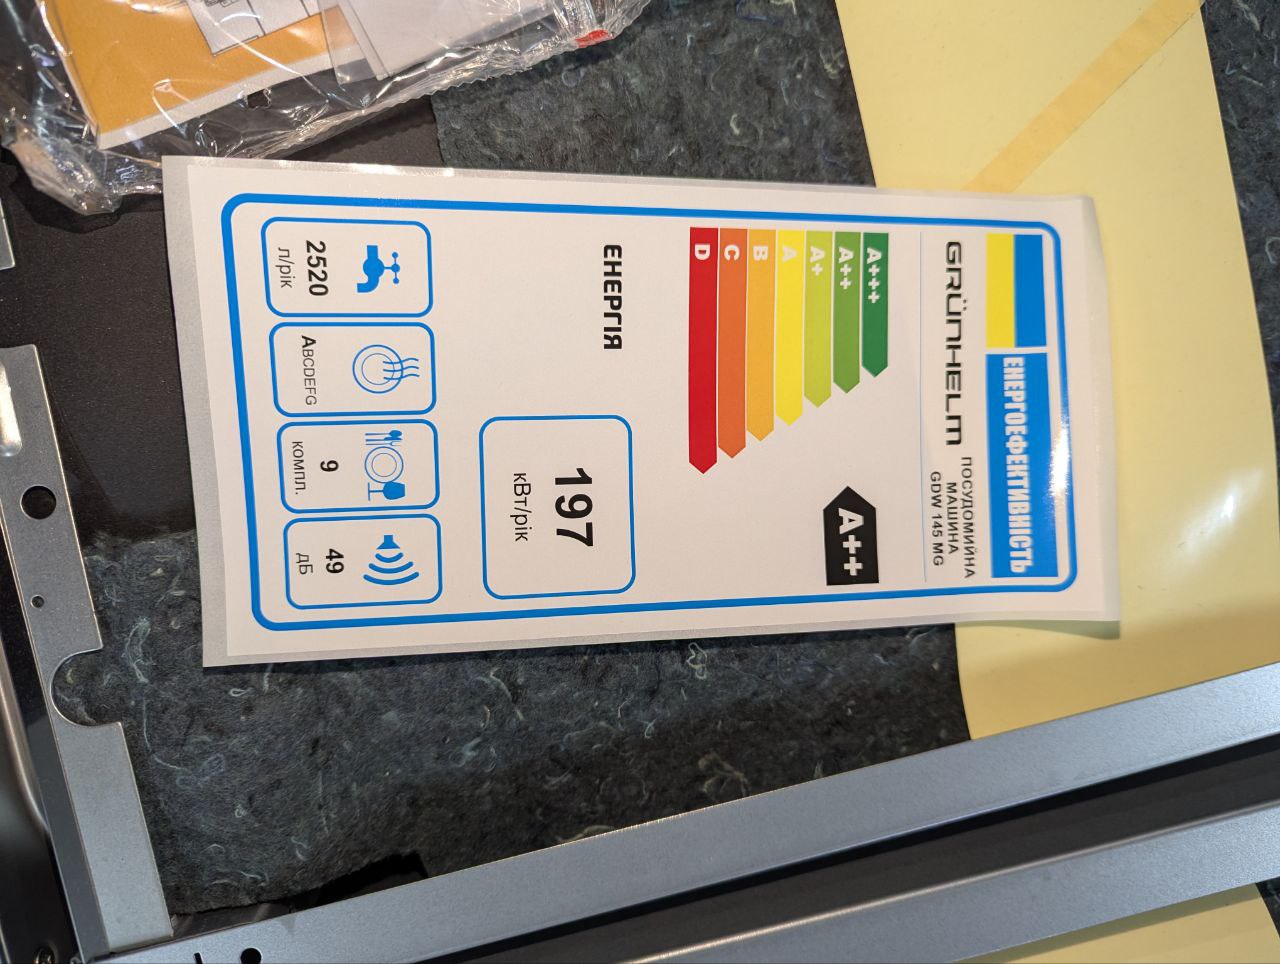 ЕНЕРГОЕФЕКТИВНІСТЬ
GRÜNHELM
ПОСУДОМИЙНА
МАШИНА
GDW 145 MG
A+++
A++
A+
A
B
C
D
A++
ЕНЕРГІЯ
197
кВт/рік
2520
л/рік
ABCDEFG
9
КОМПЛ.
49
ДБ